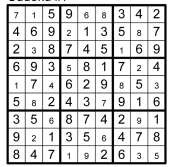 7 1 5 9 6 8 3 4 2
4 6 9 2 1 3 5 8 7
2 3 8 7 4 5 1 6 9
6 9 3 5 8 1 7 2 4
1 7 4 6 2 9 8 5 3
5 8 2 4 3 7 9 1 6
3 5 6 8 7 4 2 9 1
9 2 1 3 5 6 4 7 8
8 4 7 1 9 2 6 3 5